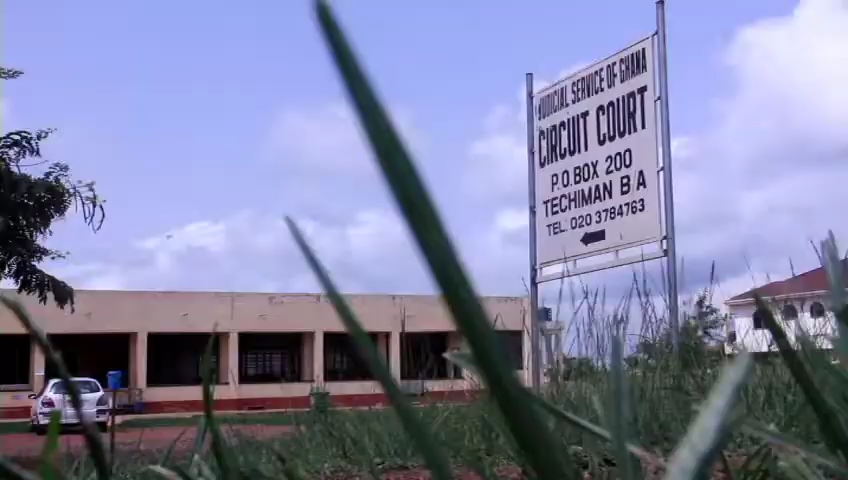 JUDICIAL SERVICE OF GHANA
CIRCUIT COURT
P.O.BOX 200
TECHIMAN B/A
TEL: 020 3784763